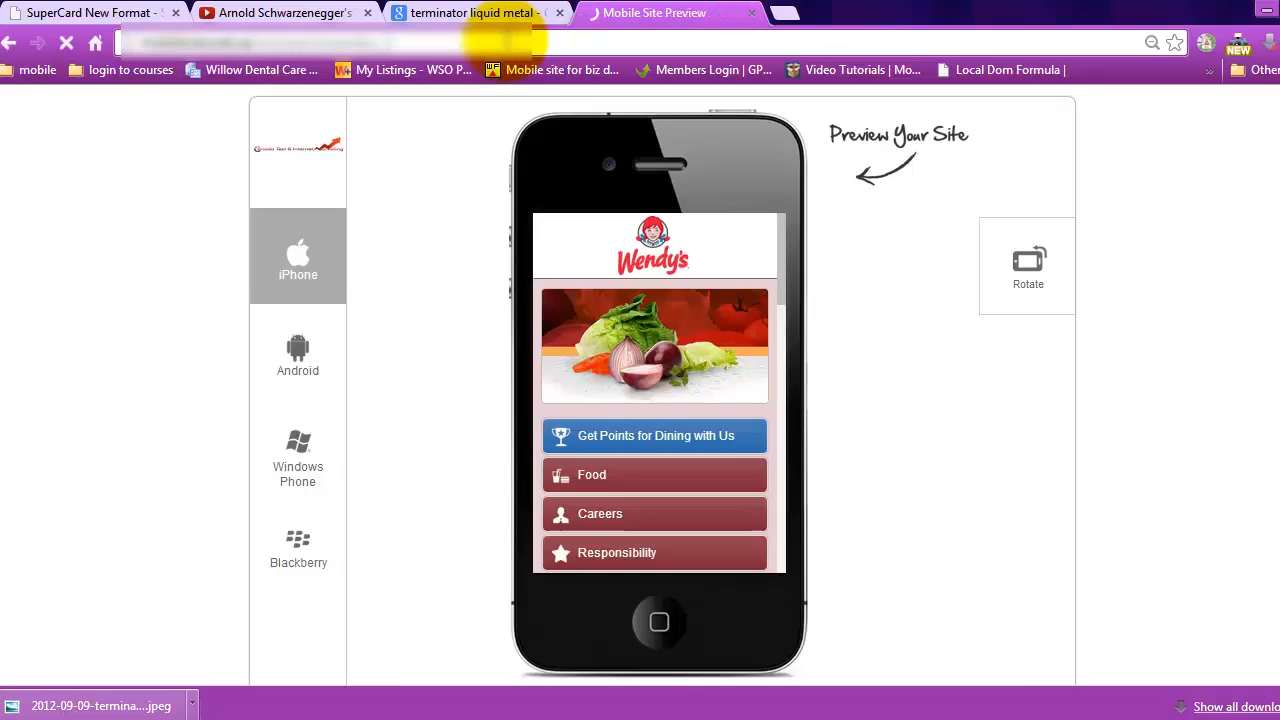 SuperCard New Format - S
Arnold Schwarzenegger's
terminator liquid metal - G
Mobile Site Preview
NEW
mobile
login to courses
Willow Dental Care ...
My Listings - WSO P...
Mobile site for biz d...
Members Login | GP...
Video Tutorials | Mo...
Local Dom Formula |
»
Other
Preview Your Site
iPhone
Android
Windows
Phone
Blackberry
Wendy's
Get Points for Dining with Us
Food
Careers
Responsibility
Rotate
2012-09-09-termina....jpeg
Show all downlo